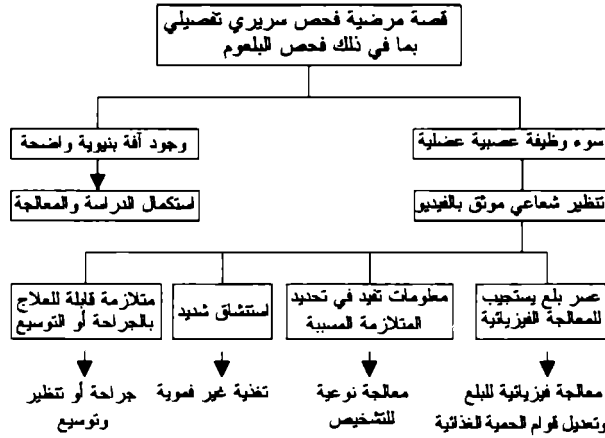 قصة مرضية فحص سريري تفصيلي
بما في ذلك فحص البلعوم
سوء وظيفة عصبية عضلية
وجود آفة بنيوية واضحة
تنظير شعاعي موثق بالفيديو
استكمال الدراسة والمعالجة
عسر بلع يستجيب
للمعالجة الفيزيائية
معلومات تفيد في تحديد
المتلازمة المسببة
استنشاق شديد
متلازمة قابلة للعلاج
بالجراحة أو التوسيع
معالجة فيزيائية للبلع
وتعديل قوام الحمية الغذائية
معالجة نوعية
للتشخيص
تغذية غير فموية
جراحة أو تنظير
وتوسيع